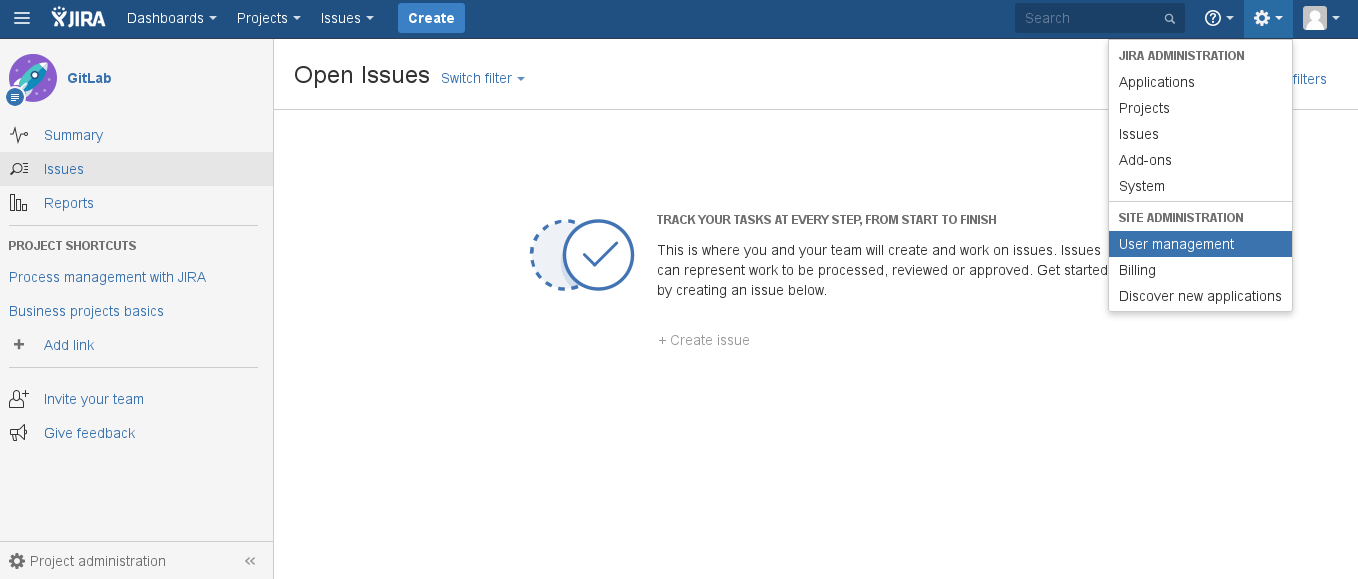 JIRA Dashboards Projects Issues Create Search
GitLab
Summary
Issues
Reports
PROJECT SHORTCUTS
Process management with JIRA
Business projects basics
Add link
Invite your team
Give feedback
Project administration
Open Issues Switch filter
filters
TRACK YOUR TASKS AT EVERY STEP, FROM START TO FINISH
This is where you and your team will create and work on issues. Issues
can represent work to be processed, reviewed or approved. Get started
by creating an issue below.
+ Create issue
JIRA ADMINISTRATION
Applications
Projects
Issues
Add-ons
System
SITE ADMINISTRATION
User management
Billing
Discover new applications